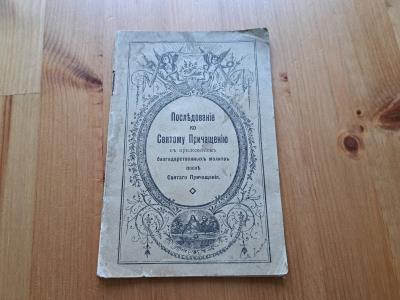 Послѣдованіе
ко
Святому Причащенію
съ приложеніемъ
благодарственныхъ молитвъ
послѣ
Святаго Причащенія.